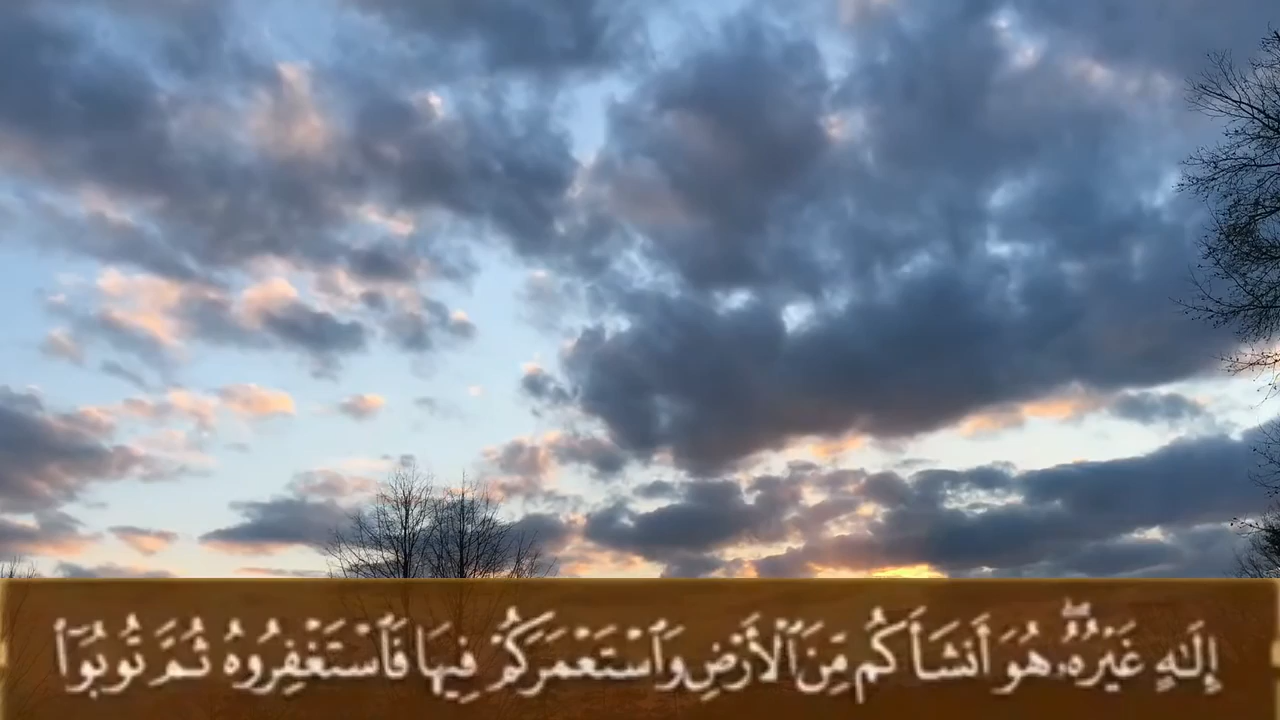 إِلَـٰهٍ غَيْرُهُۥۖ هُوَ أَنشَأَكُم مِّنَ ٱلْأَرْضِ وَٱسْتَعْمَرَكُمْ فِيهَا فَٱسْتَغْفِرُوهُ ثُمَّ تُوبُوٓا۟